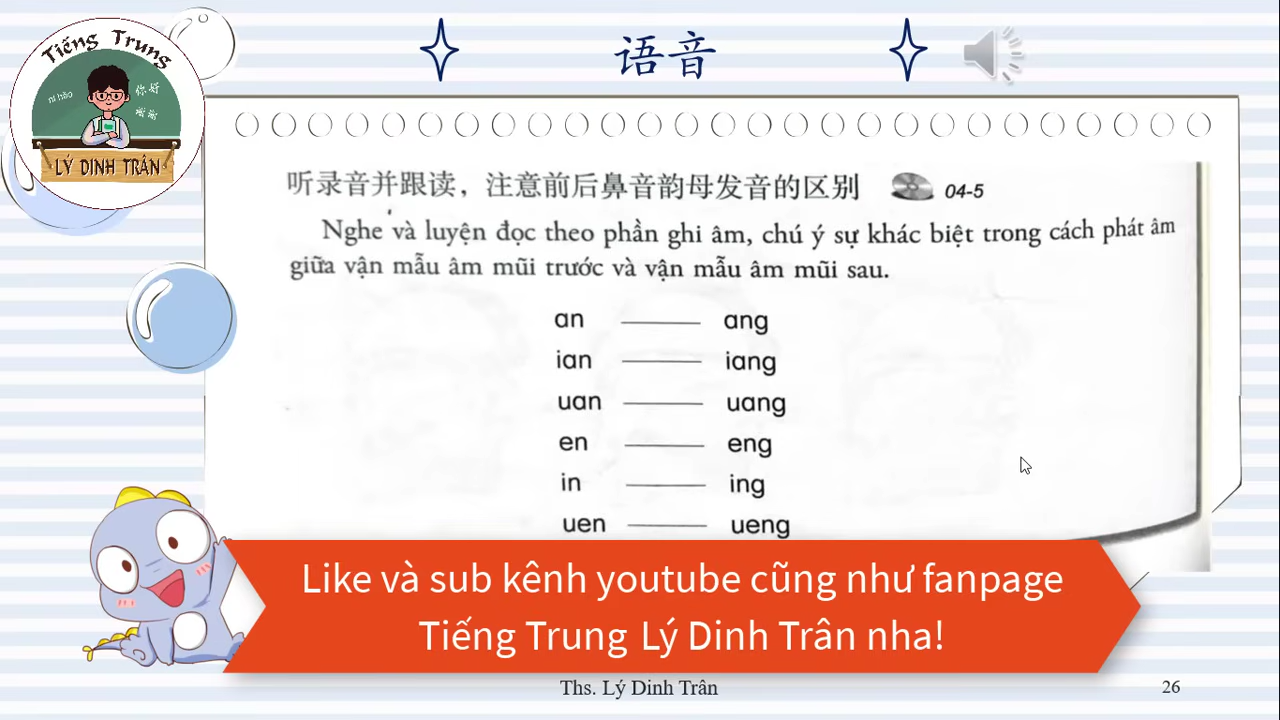 Tiếng Trung
nǐ hǎo
你好
谢谢
LÝ DINH TRÂN
语音
听录音并跟读，注意前后鼻音韵母发音的区别 04-5
Nghe và luyện đọc theo phần ghi âm, chú ý sự khác biệt trong cách phát âm
giữa vận mẫu âm mũi trước và vận mẫu âm mũi sau.
an ang
ian iang
uan uang
en eng
in ing
uen ueng
Like và sub kênh youtube cũng như fanpage
Tiếng Trung Lý Dinh Trân nha!
Ths. Lý Dinh Trân
26